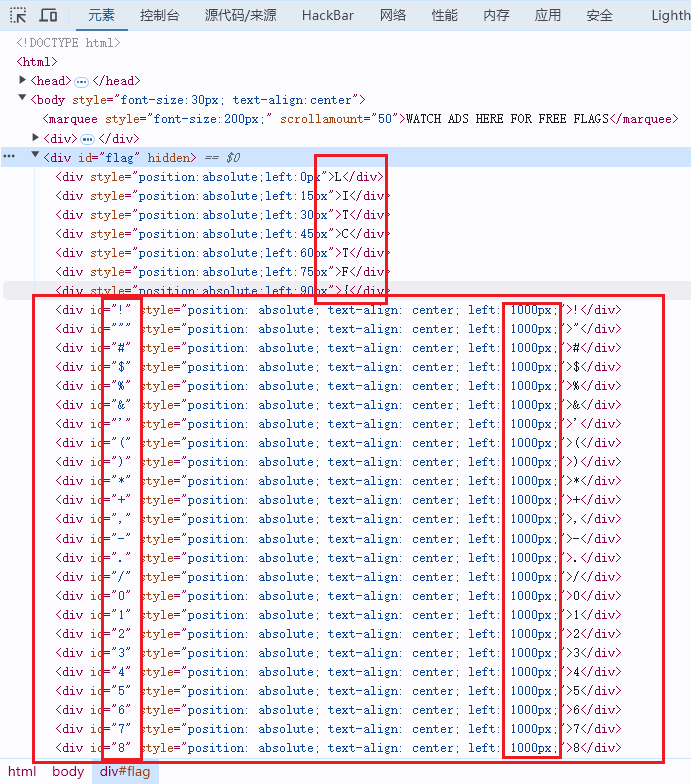 元素 控制台 源代码/来源 HackBar 网络 性能 内存 应用 安全 Lighth
<!DOCTYPE html>
<html>
<head> ⋯ </head>
<body style="font-size:30px; text-align:center">
<marquee style="font-size:200px;" scrollamount="50">WATCH ADS HERE FOR FREE FLAGS</marquee>
<div> ⋯ </div>
<div id="flag" hidden> == $0
<div style="position:absolute;left:0px">L</div>
<div style="position:absolute;left:15px">I</div>
<div style="position:absolute;left:30px">T</div>
<div style="position:absolute;left:45px">C</div>
<div style="position:absolute;left:60px">T</div>
<div style="position:absolute;left:75px">F</div>
<div style="position:absolute;left:90px">{</div>
<div id="!" style="position: absolute; text-align: center; left: 1000px;">!</div>
<div id=""" style="position: absolute; text-align: center; left: 1000px;">"</div>
<div id="#" style="position: absolute; text-align: center; left: 1000px;">#</div>
<div id="$" style="position: absolute; text-align: center; left: 1000px;">$</div>
<div id="%" style="position: absolute; text-align: center; left: 1000px;">%</div>
<div id="&" style="position: absolute; text-align: center; left: 1000px;">&</div>
<div id="'" style="position: absolute; text-align: center; left: 1000px;">'</div>
<div id="(" style="position: absolute; text-align: center; left: 1000px;">(</div>
<div id=")" style="position: absolute; text-align: center; left: 1000px;">)</div>
<div id="*" style="position: absolute; text-align: center; left: 1000px;">*</div>
<div id="+" style="position: absolute; text-align: center; left: 1000px;">+</div>
<div id="," style="position: absolute; text-align: center; left: 1000px;">,</div>
<div id="-" style="position: absolute; text-align: center; left: 1000px;">-</div>
<div id="." style="position: absolute; text-align: center; left: 1000px;">.</div>
<div id="/" style="position: absolute; text-align: center; left: 1000px;">/</div>
<div id="0" style="position: absolute; text-align: center; left: 1000px;">0</div>
<div id="1" style="position: absolute; text-align: center; left: 1000px;">1</div>
<div id="2" style="position: absolute; text-align: center; left: 1000px;">2</div>
<div id="3" style="position: absolute; text-align: center; left: 1000px;">3</div>
<div id="4" style="position: absolute; text-align: center; left: 1000px;">4</div>
<div id="5" style="position: absolute; text-align: center; left: 1000px;">5</div>
<div id="6" style="position: absolute; text-align: center; left: 1000px;">6</div>
<div id="7" style="position: absolute; text-align: center; left: 1000px;">7</div>
<div id="8" style="position: absolute; text-align: center; left: 1000px;">8</div>
html body div#flag